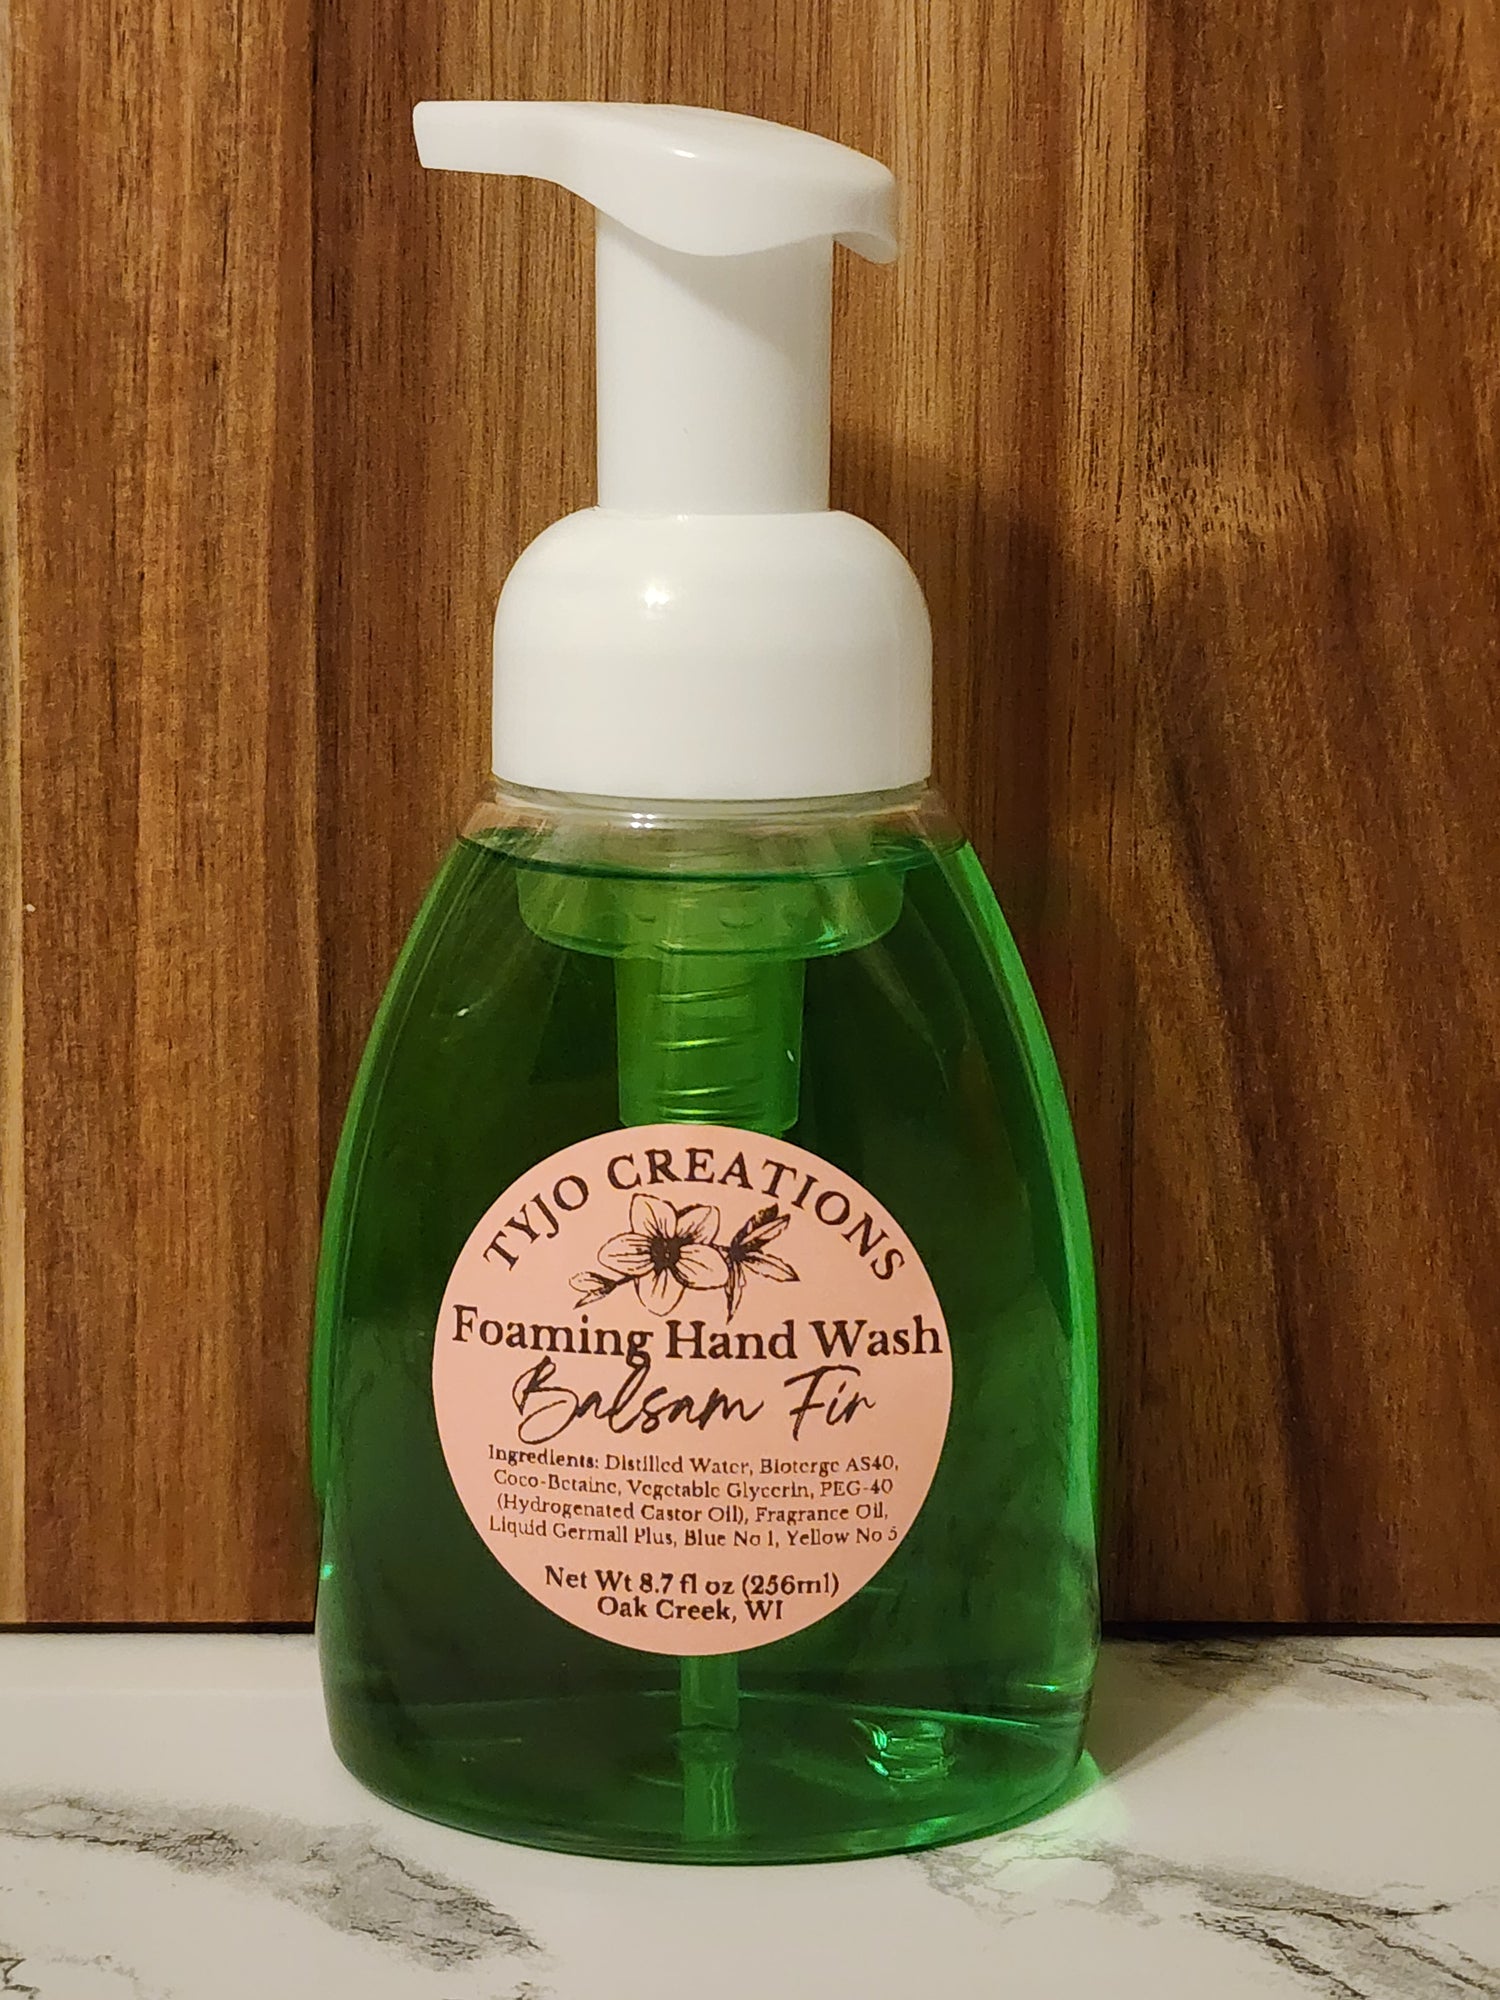 TYJO CREATIONS
Foaming Hand Wash
Balsam Fir
Ingredients: Distilled Water, Bioterge AS40,
Coco-Betaine, Vegetable Glycerin, PEG-40
(Hydrogenated Castor Oil), Fragrance Oil,
Liquid Germall Plus, Blue No 1, Yellow No 5
Net Wt 8.7 fl oz (256ml)
Oak Creek, WI